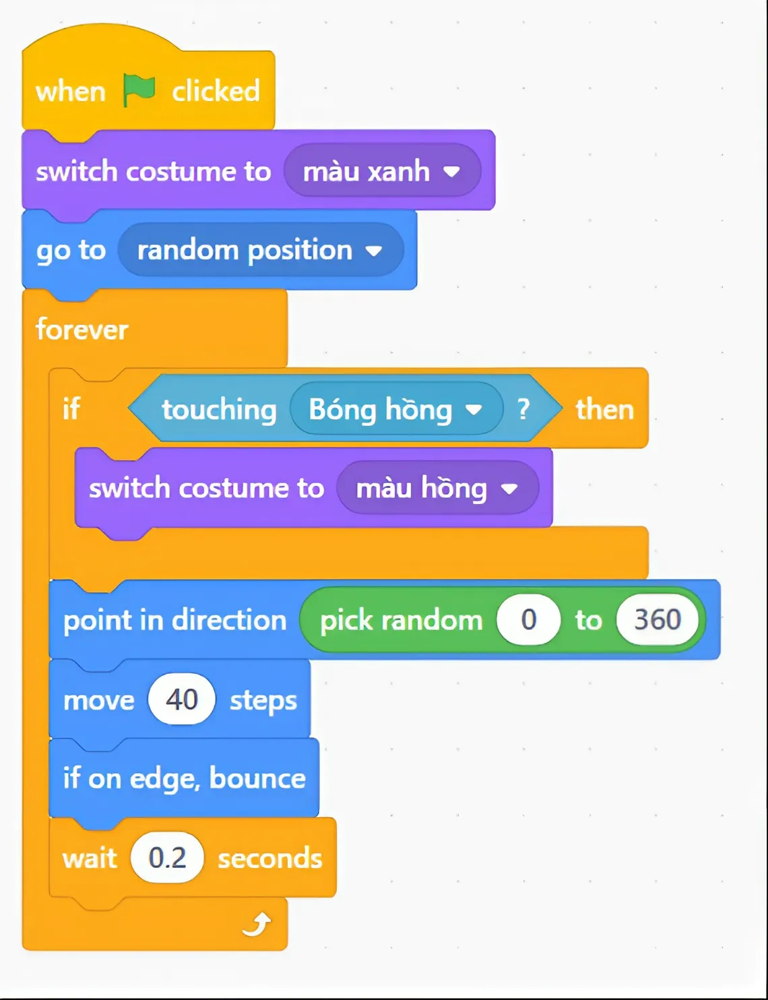 when clicked
switch costume to màu xanh
go to random position
forever
if touching Bóng hồng ? then
switch costume to màu hồng
point in direction pick random 0 to 360
move 40 steps
if on edge, bounce
wait 0.2 seconds